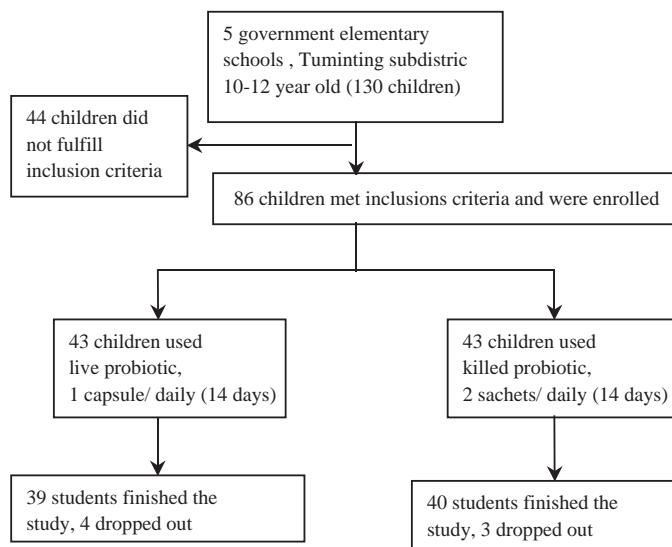 5 government elementary
schools , Tuminting subdistric
10-12 year old (130 children)
44 children did
not fulfill
inclusion criteria
86 children met inclusions criteria and were enrolled
43 children used
live probiotic,
1 capsule/ daily (14 days)
43 children used
killed probiotic,
2 sachets/ daily (14 days)
39 students finished the
study, 4 dropped out
40 students finished the
study, 3 dropped out